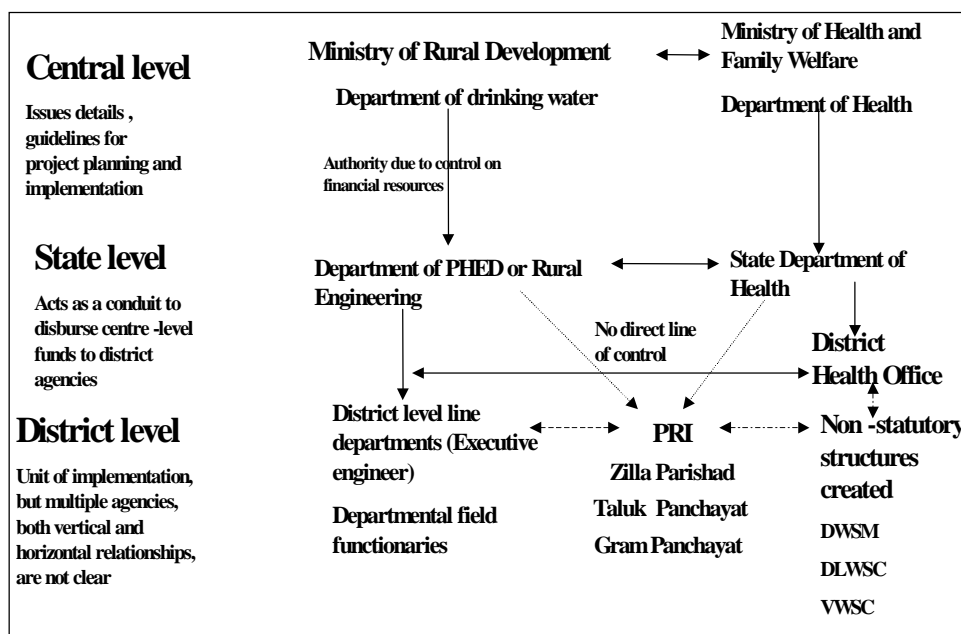 Central level
Issues details ,
guidelines for
project planning and
implementation
Ministry of Rural Development
Ministry of Health and
Family Welfare
Department of drinking water
Department of Health
Authority due to control on
financial resources
State level
Acts as a conduit to
disburse centre -level
funds to district
agencies
Department of PHED or Rural
Engineering
State Department of
Health
No direct line
of control
District
Health Office
District level
Unit of implementation,
but multiple agencies,
both vertical and
horizontal relationships,
are not clear
District level line
departments (Executive
engineer)
Departmental field
functionaries
PRI
Zilla Parishad
Taluk Panchayat
Gram Panchayat
Non -statutory
structures
created
DWSM
DLWSC
VWSC